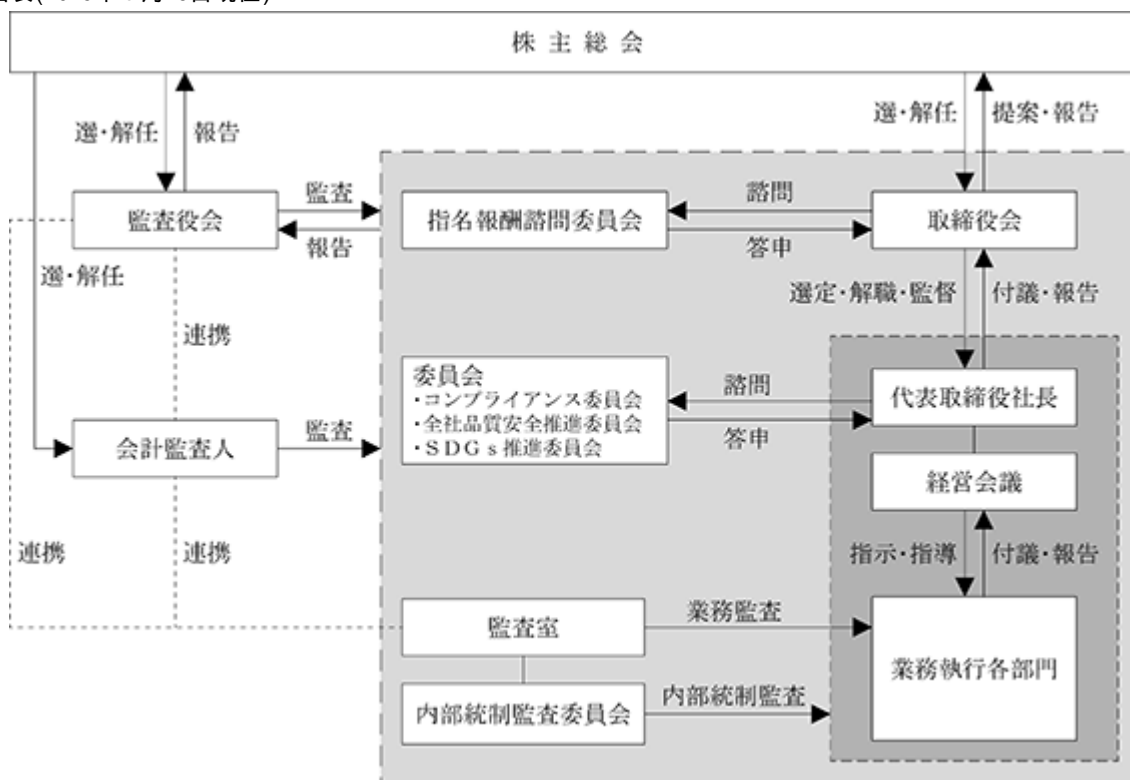 株主総会
選・解任
報告
選・解任
提案・報告
監査役会
監査
報告
指名報酬諮問委員会
諮問
答申
取締役会
選・解任
連携
選定・解職・監督
付議・報告
委員会
・コンプライアンス委員会
・全社品質安全推進委員会
・SDGs推進委員会
諮問
答申
代表取締役社長
会計監査人
監査
経営会議
連携
連携
指示・指導
付議・報告
監査室
業務監査
業務執行各部門
内部統制監査委員会
内部統制監査